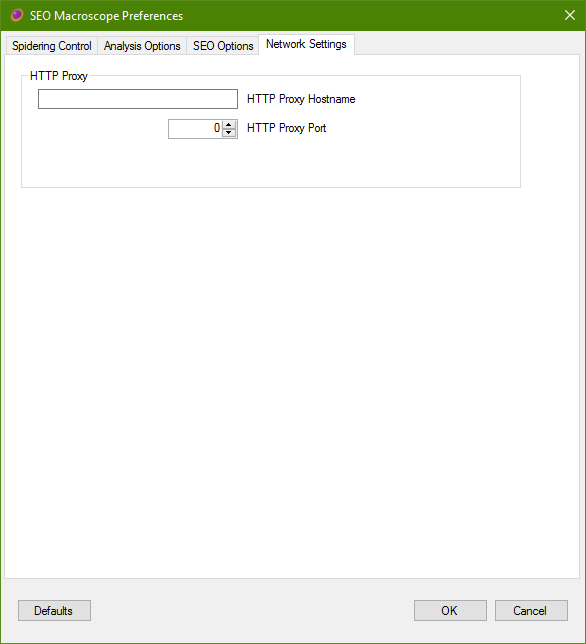 SEO Macroscope Preferences
Spidering Control Analysis Options SEO Options Network Settings
HTTP Proxy
HTTP Proxy Hostname
0 HTTP Proxy Port
Defaults OK Cancel